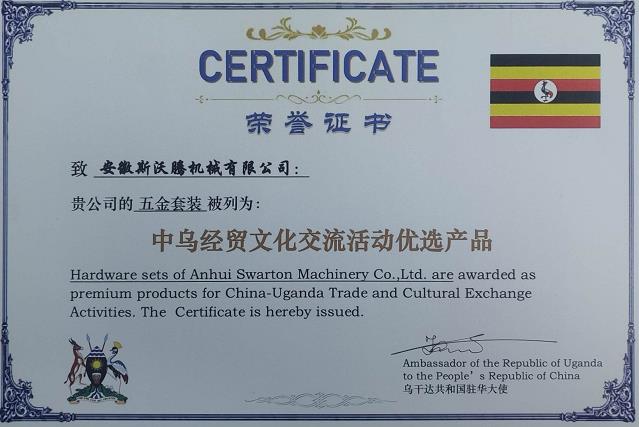 CERTIFICATE
荣誉证书
致 安徽斯沃腾机械有限公司:
贵公司的 五金套装 被列为:
中乌经贸文化交流活动优选产品
Hardware sets of Anhui Swarton Machinery Co.,Ltd. are awarded as
premium products for China-Uganda Trade and Cultural Exchange
Activities. The Certificate is hereby issued.
Ambassador of the Republic of Uganda
to the People's Republic of China
乌干达共和国驻华大使